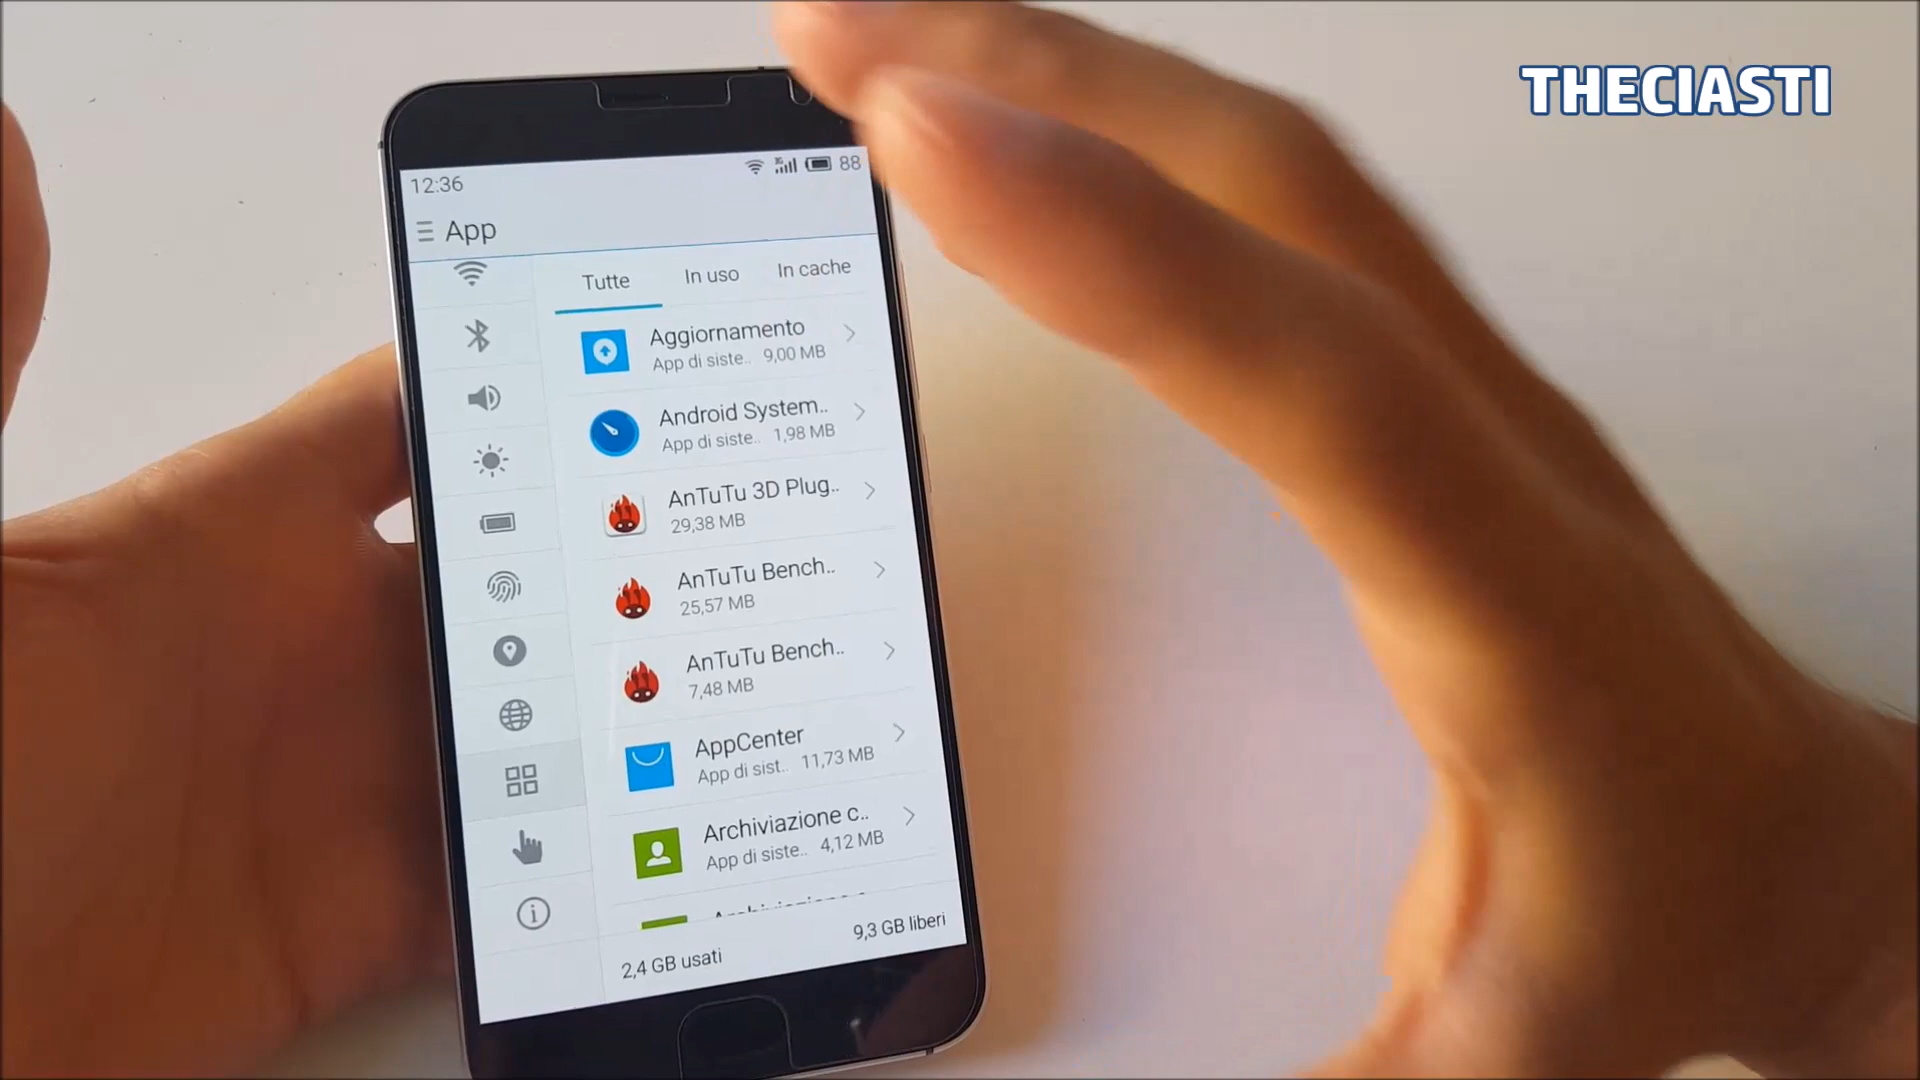 THECIASTI
12:36
3G 88
App
Tutte In uso In cache
Aggiornamento
App di siste.. 9,00 MB
Android System..
App di siste.. 1,98 MB
AnTuTu 3D Plug..
29,38 MB
AnTuTu Bench..
25,57 MB
AnTuTu Bench..
7,48 MB
AppCenter
App di sist.. 11,73 MB
Archiviazione c..
App di siste.. 4,12 MB
2,4 GB usati 9,3 GB liberi